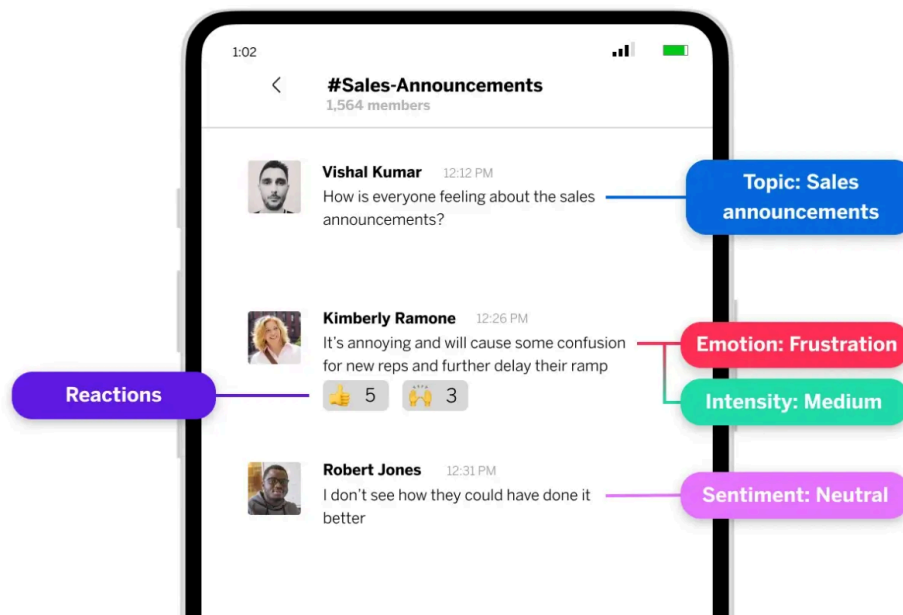 1:02
#Sales-Announcements
1,564 members
Vishal Kumar 12:12 PM
How is everyone feeling about the sales
announcements?
Topic: Sales
announcements
Kimberly Ramone 12:26 PM
It's annoying and will cause some confusion
for new reps and further delay their ramp
Emotion: Frustration
Reactions
👍 5 🙌 3
Intensity: Medium
Robert Jones 12:31 PM
I don't see how they could have done it
better
Sentiment: Neutral